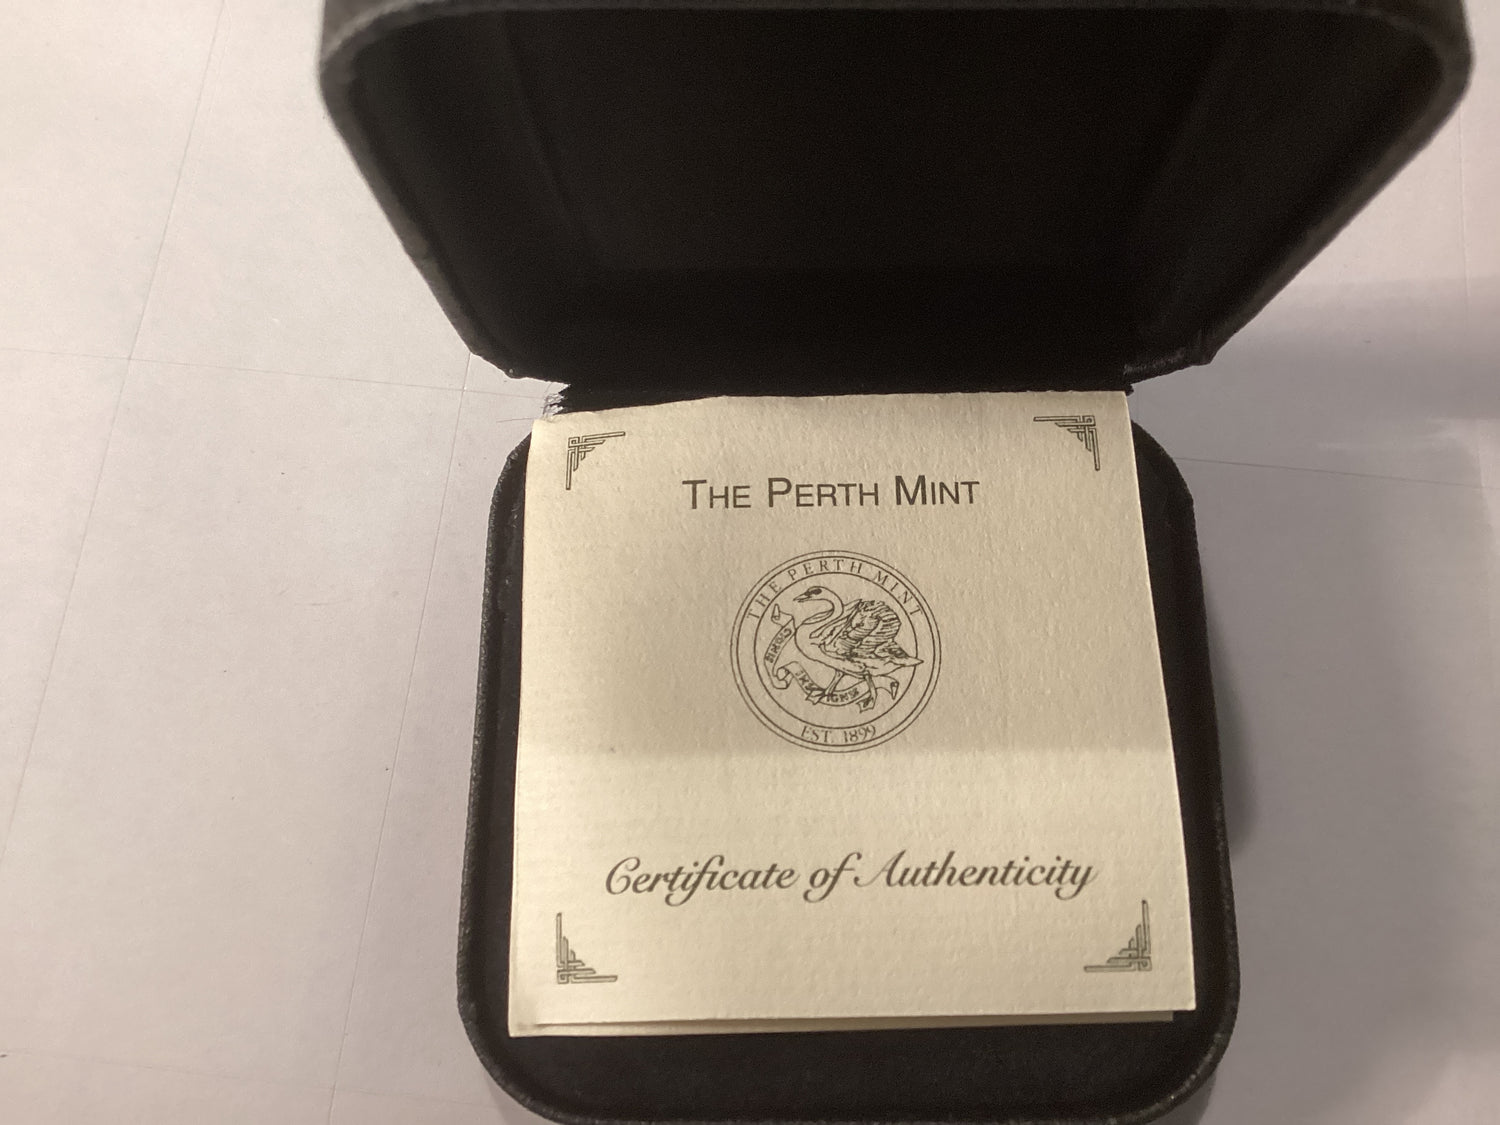 THE PERTH MINT
THE PERTH MINT
EST. 1899
Certificate of Authenticity